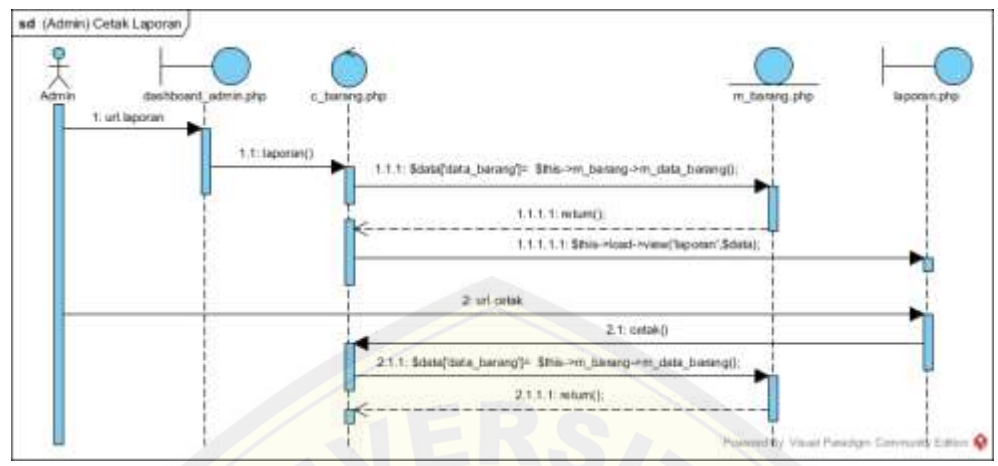 sd (Admin) Cetak Laporan
Admin
dashboard_admin.php
c_barang.php
m_barang.php
laporan.php
1: url laporan
1.1: laporan()
1.1.1: $data['data_barang']= $this->m_barang->m_data_barang();
1.1.1.1: return();
1.1.1.1.1: $this->load->view('laporan',$data);
2: url cetak
2.1: cetak()
2.1.1: $data['data_barang']= $this->m_barang->m_data_barang();
2.1.1.1: return();
Powered By Visual Paradigm Community Edition